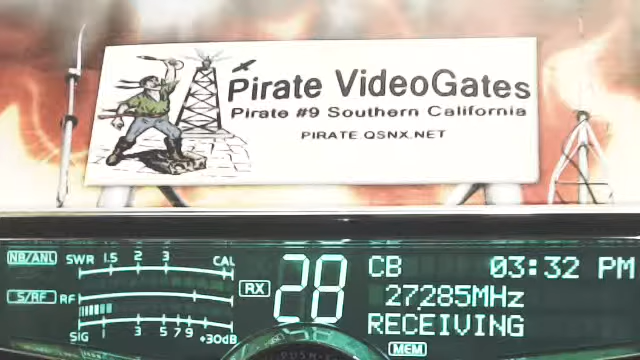 Pirate VideoGates
Pirate #9 Southern California
PIRATE.QSNX.NET
NB/ANL SWR 1.5 2 3 CAL
S/RF RF
SIG 1 3 5 7 9 +30dB
RX 28
CB 03:32 PM
27285MHz
RECEIVING
MEM